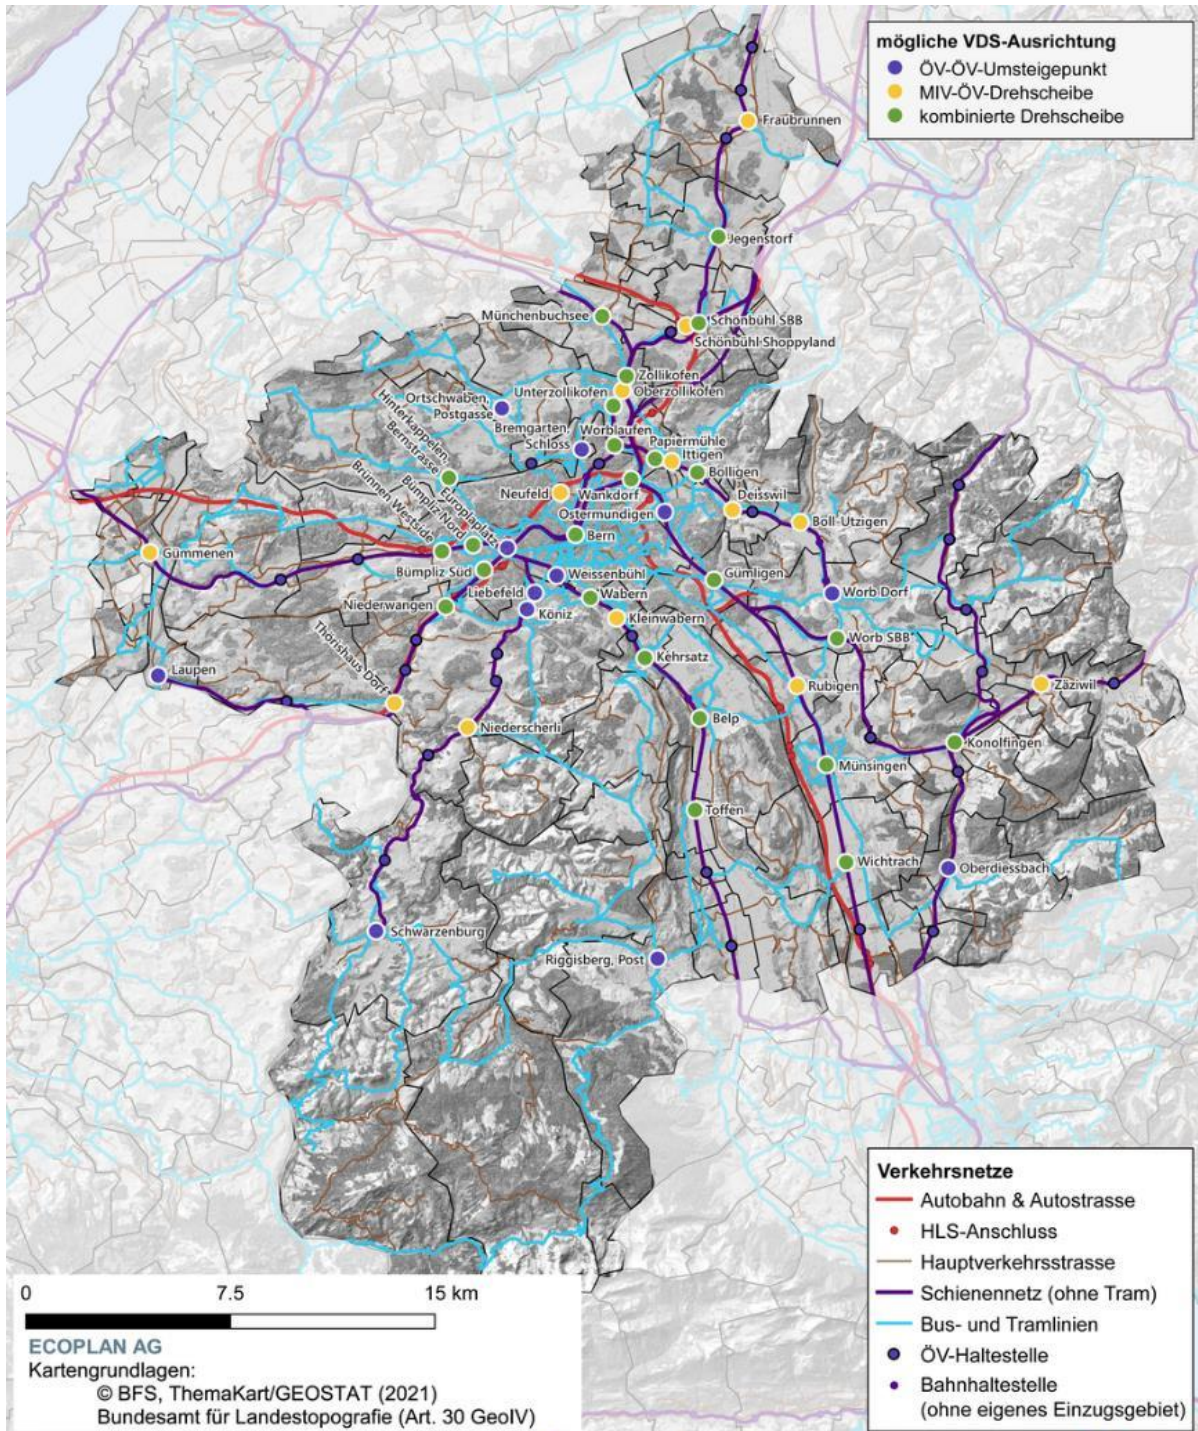 mögliche VDS-Ausrichtung
ÖV-ÖV-Umsteigepunkt
MIV-ÖV-Drehscheibe
kombinierte Drehscheibe
Fraubrunnen
Jegenstorf
Münchenbuchsee
Schönbühl SBB
Schönbühl Shoppyland
Zollikofen
Unterzollikofen
Oberzollikofen
Ortschwaben,
Postgasse
Hinterkappelen,
Bernstrasse
Bremgarten,
Schloss
Worblaufen
Papiermühle
Ittigen
Bolligen
Brünnen Westside
Bümpliz Nord
Europaplatz
Neufeld
Wankdorf
Deisswil
Ostermundigen
Boll-Utzigen
Bern
Gümmenen
Bümpliz Süd
Weissenbühl
Gümligen
Liebefeld
Wabern
Worb Dorf
Niederwangen
Köniz
Kleinwabern
Worb SBB
Thörishaus Dorf
Kehrsatz
Laupen
Rubigen
Zäziwil
Niederscherli
Belp
Konolfingen
Münsingen
Toffen
Wichtrach
Oberdiessbach
Schwarzenburg
Riggisberg, Post
Verkehrsnetze
Autobahn & Autostrasse
HLS-Anschluss
Hauptverkehrsstrasse
Schienennetz (ohne Tram)
Bus- und Tramlinien
ÖV-Haltestelle
Bahnhaltestelle
(ohne eigenes Einzugsgebiet)
0 7.5 15 km
ECOPLAN AG
Kartengrundlagen:
© BFS, ThemaKart/GEOSTAT (2021)
Bundesamt für Landestopografie (Art. 30 GeoIV)